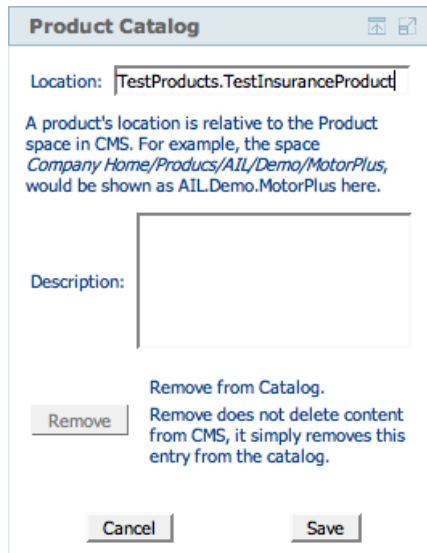 Product Catalog
Location: TestProducts.TestInsuranceProduct
A product's location is relative to the Product
space in CMS. For example, the space
Company Home/Producs/AIL/Demo/MotorPlus,
would be shown as AIL.Demo.MotorPlus here.
Description:
Remove from Catalog.
Remove
Remove does not delete content
from CMS, it simply removes this
entry from the catalog.
Cancel Save